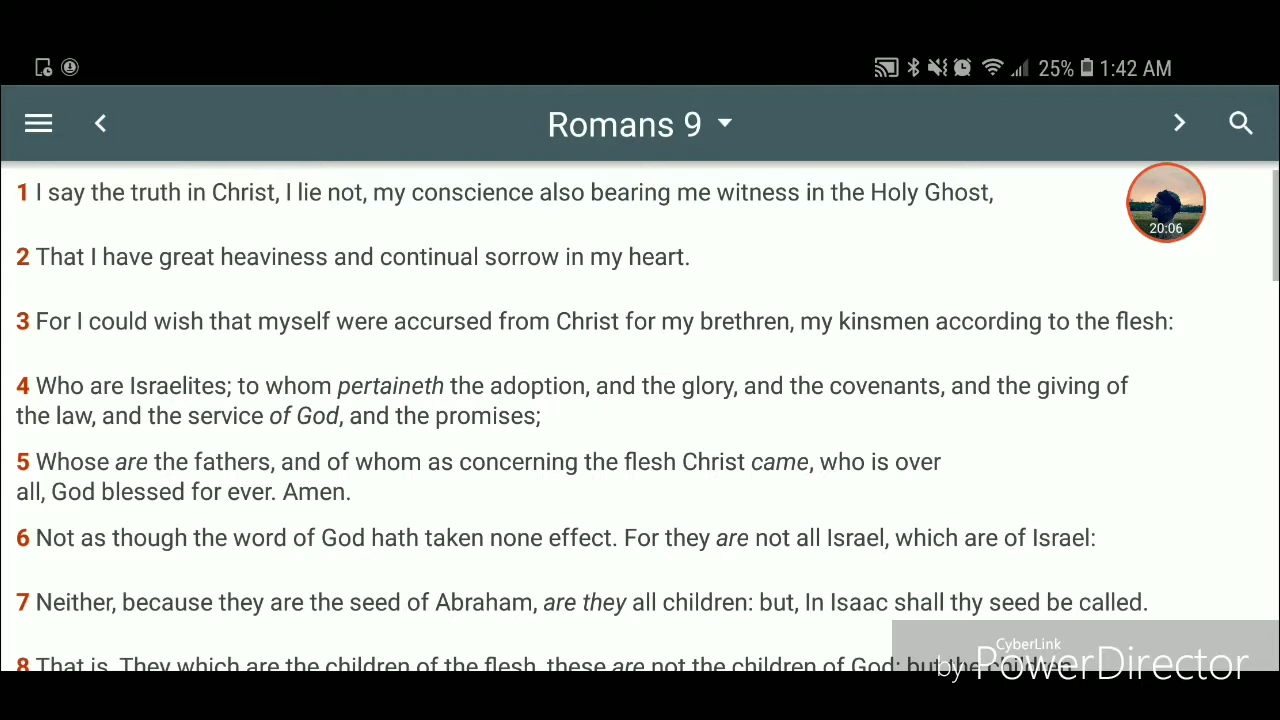 25% 1:42 AM
Romans 9
1 I say the truth in Christ, I lie not, my conscience also bearing me witness in the Holy Ghost,
20:06
2 That I have great heaviness and continual sorrow in my heart.
3 For I could wish that myself were accursed from Christ for my brethren, my kinsmen according to the flesh:
4 Who are Israelites; to whom pertaineth the adoption, and the glory, and the covenants, and the giving of
the law, and the service of God, and the promises;
5 Whose are the fathers, and of whom as concerning the flesh Christ came, who is over
all, God blessed for ever. Amen.
6 Not as though the word of God hath taken none effect. For they are not all Israel, which are of Israel:
7 Neither, because they are the seed of Abraham, are they all children: but, In Isaac shall thy seed be called.
8 That is, They which are the children of the flesh, these are not the children of God: but the children
CyberLink
by PowerDirector